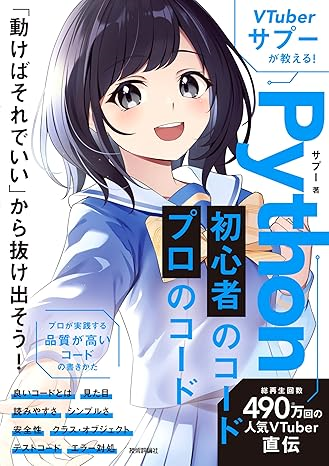 VTuber
サプーが
教える!
Python
サプー 著
初心者のコード
プロのコード
「動けばそれでいい」から抜け出そう!
プロが実践する
品質が高い
コード
の書きかた
良いコードとは 見た目
読みやすさ シンプルさ
安全性 クラス・オブジェクト
テストコード エラー対処
総再生回数
490万回の
人気VTuber
直伝
技術評論社